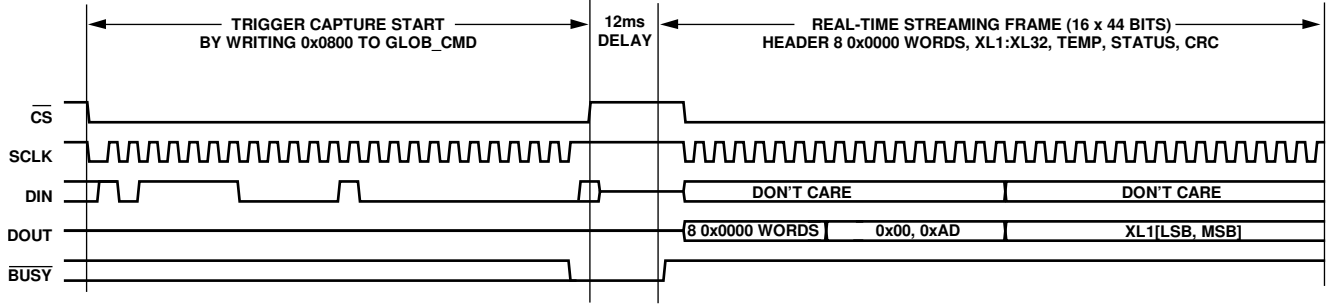 TRIGGER CAPTURE START
BY WRITING 0x0800 TO GLOB_CMD
12ms
DELAY
REAL-TIME STREAMING FRAME (16 x 44 BITS)
HEADER 8 0x0000 WORDS, XL1:XL32, TEMP, STATUS, CRC
CS
SCLK
DIN
DON'T CARE
DON'T CARE
DOUT
8 0x0000 WORDS
0x00, 0xAD
XL1[LSB, MSB]
BUSY